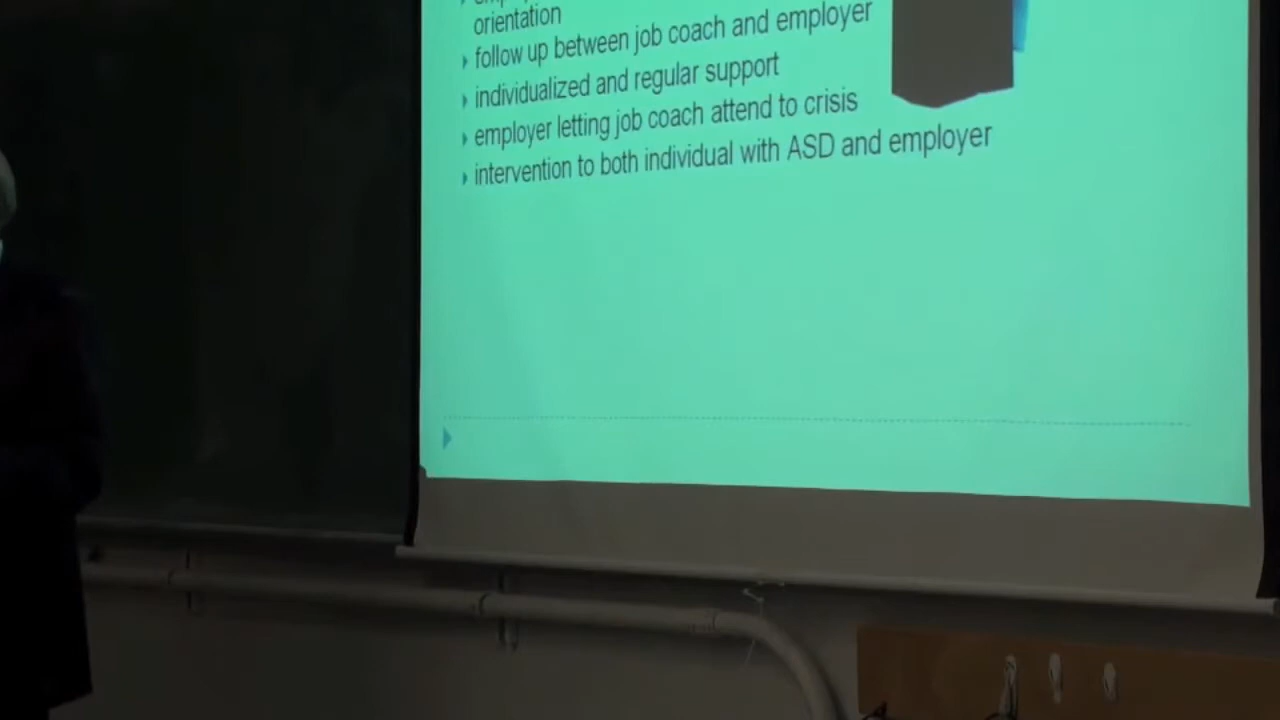 orientation
follow up between job coach and employer
individualized and regular support
employer letting job coach attend to crisis
intervention to both individual with ASD and employer